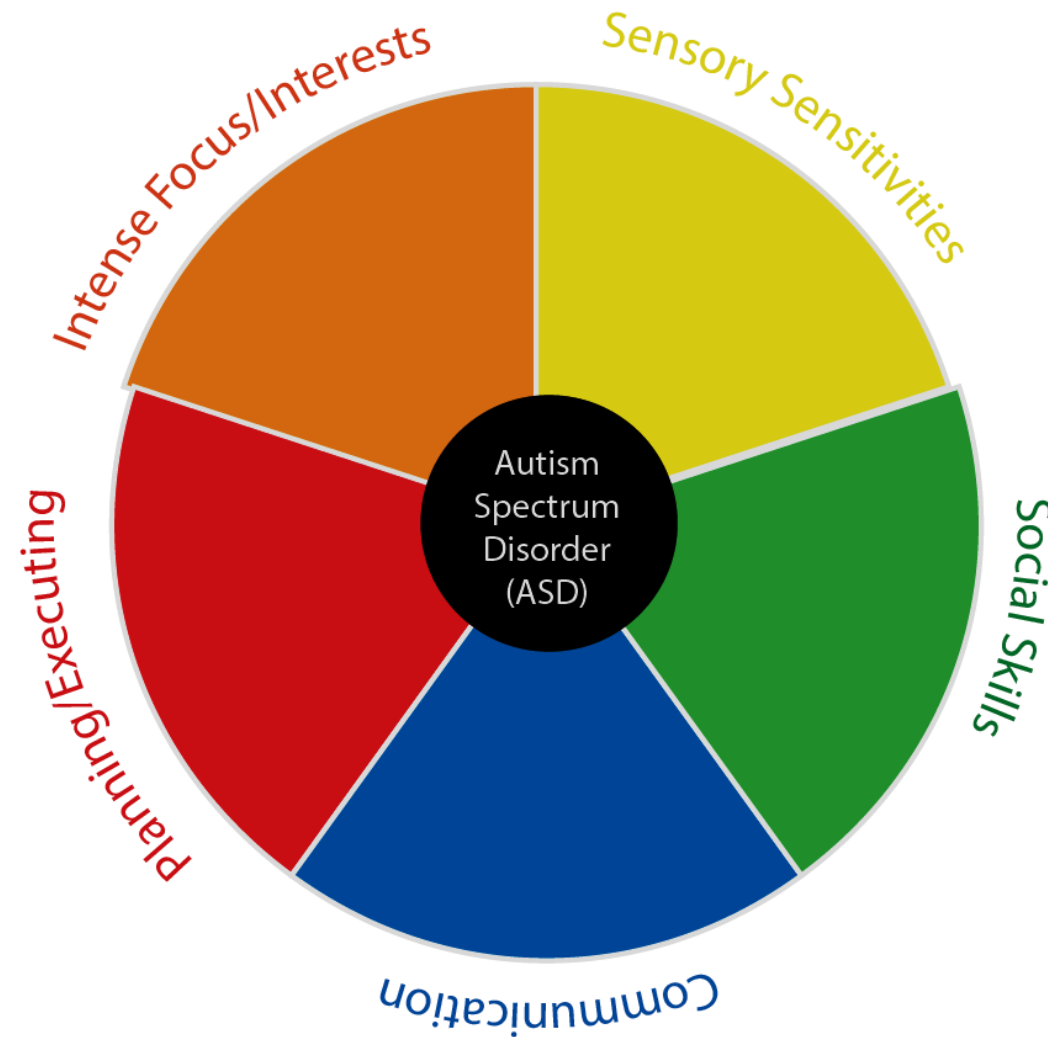 Intense Focus/Interests
Sensory Sensitivities
Autism
Spectrum
Disorder
(ASD)
Planning/Executing
Social Skills
Communication